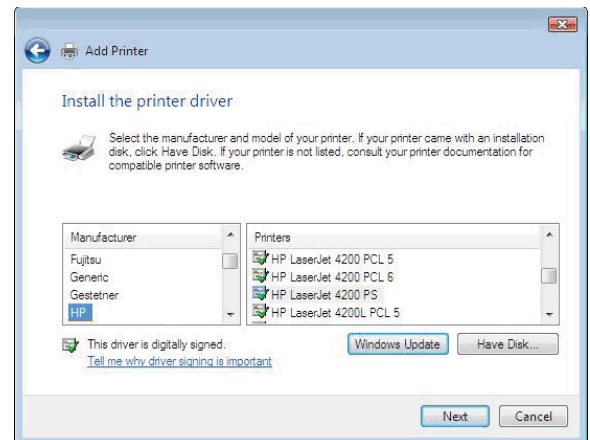 Add Printer
Install the printer driver
Select the manufacturer and model of your printer. If your printer came with an installation
disk, click Have Disk. If your printer is not listed, consult your printer documentation for
compatible printer software.
Manufacturer
Fujitsu
Generic
Gestetner
HP
Printers
HP LaserJet 4200 PCL 5
HP LaserJet 4200 PCL 6
HP LaserJet 4200 PS
HP LaserJet 4200L PCL 5
This driver is digitally signed.
Tell me why driver signing is important
Windows Update
Have Disk...
Next
Cancel